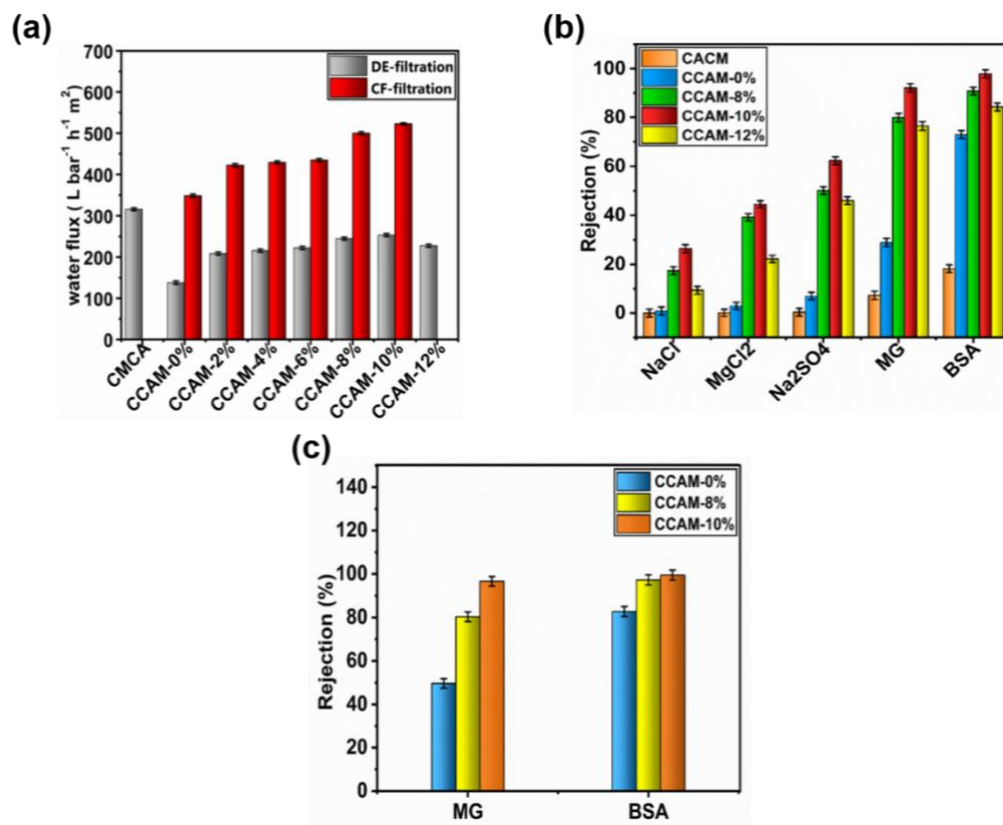 (a)
700
600
500
400
300
200
100
0
water flux ( L bar⁻¹ h⁻¹ m²)
DE-filtration
CF-filtration
CMCA
CCAM-0%
CCAM-2%
CCAM-4%
CCAM-6%
CCAM-8%
CCAM-10%
CCAM-12%
(b)
100
80
60
40
20
0
Rejection (%)
CACM
CCAM-0%
CCAM-8%
CCAM-10%
CCAM-12%
NaCl
MgCl2
Na2SO4
MG
BSA
(c)
140
120
100
80
60
40
20
0
Rejection (%)
CCAM-0%
CCAM-8%
CCAM-10%
MG
BSA